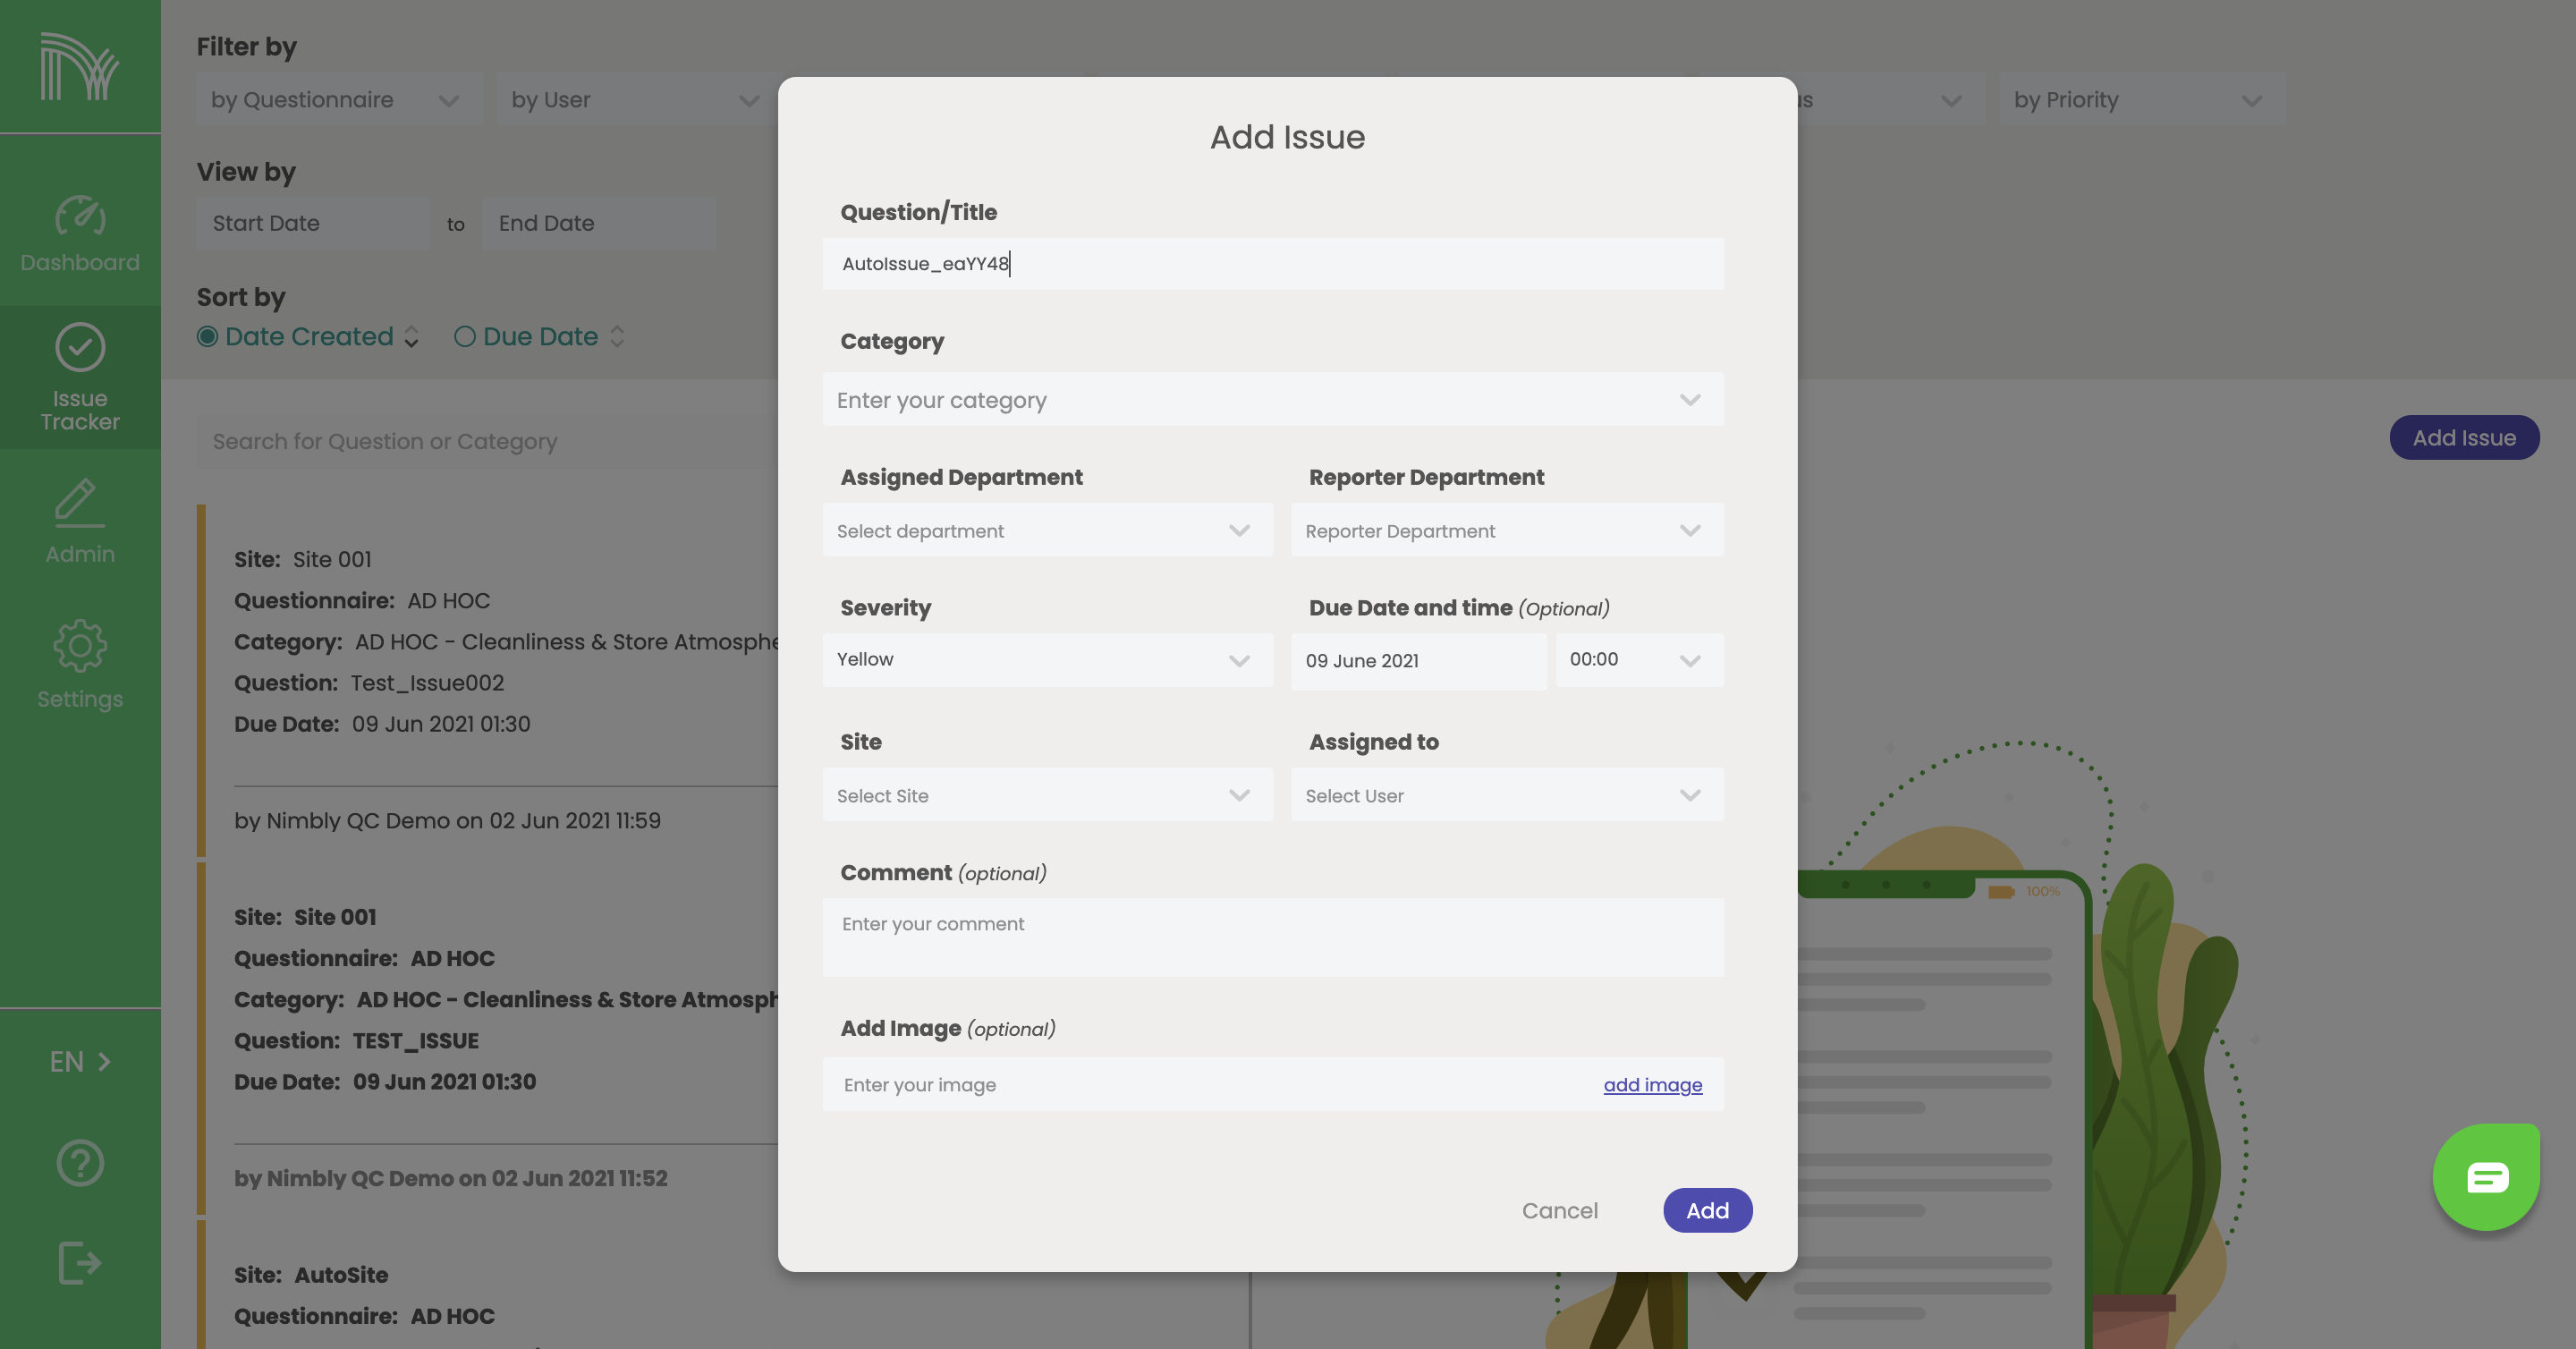 Filter by
by Questionnaire
by User
by Priority
View by
Start Date
to
End Date
Sort by
Date Created
Due Date
Dashboard
Issue
Tracker
Admin
Settings
EN
Search for Question or Category
Add Issue
Site: Site 001
Questionnaire: AD HOC
Category: AD HOC - Cleanliness & Store
Question: Test_Issue002
Due Date: 09 Jun 2021 01:30
by Nimbly QC Demo on 02 Jun 2021 11:59
Site: Site 001
Questionnaire: AD HOC
Category: AD HOC - Cleanliness & Store
Question: TEST_ISSUE
Due Date: 09 Jun 2021 01:30
by Nimbly QC Demo on 02 Jun 2021 11:52
Site: AutoSite
Questionnaire: AD HOC
Add Issue
Question/Title
AutoIssue_eaYY48
Category
Enter your category
Assigned Department
Reporter Department
Select department
Reporter Department
Severity
Due Date and time (Optional)
Yellow
09 June 2021
00:00
Site
Assigned to
Select Site
Select User
Comment (optional)
Enter your comment
Add Image (optional)
Enter your image
add image
Cancel
Add
100%